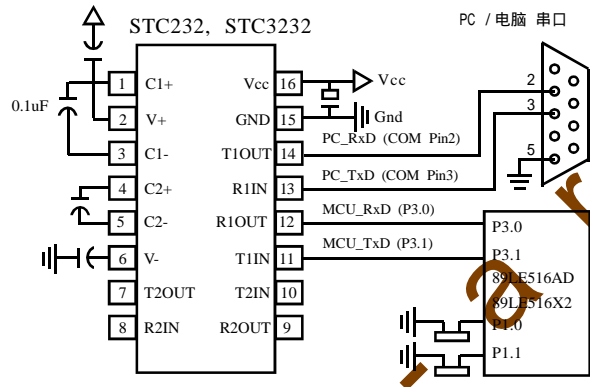 STC232, STC3232
PC /电脑 串口
0.1uF
1 C1+
2 V+
3 C1-
4 C2+
5 C2-
6 V-
7 T2OUT
8 R2IN
Vcc 16
GND 15
T1OUT 14
R1IN 13
R1OUT 12
T1IN 11
T2IN 10
R2OUT 9
Vcc
Gnd
PC_RxD (COM Pin2)
PC_TxD (COM Pin3)
MCU_RxD (P3.0)
MCU_TxD (P3.1)
2
3
5
P3.0
P3.1
89LE516AD
89LE516X2
P1.0
P1.1